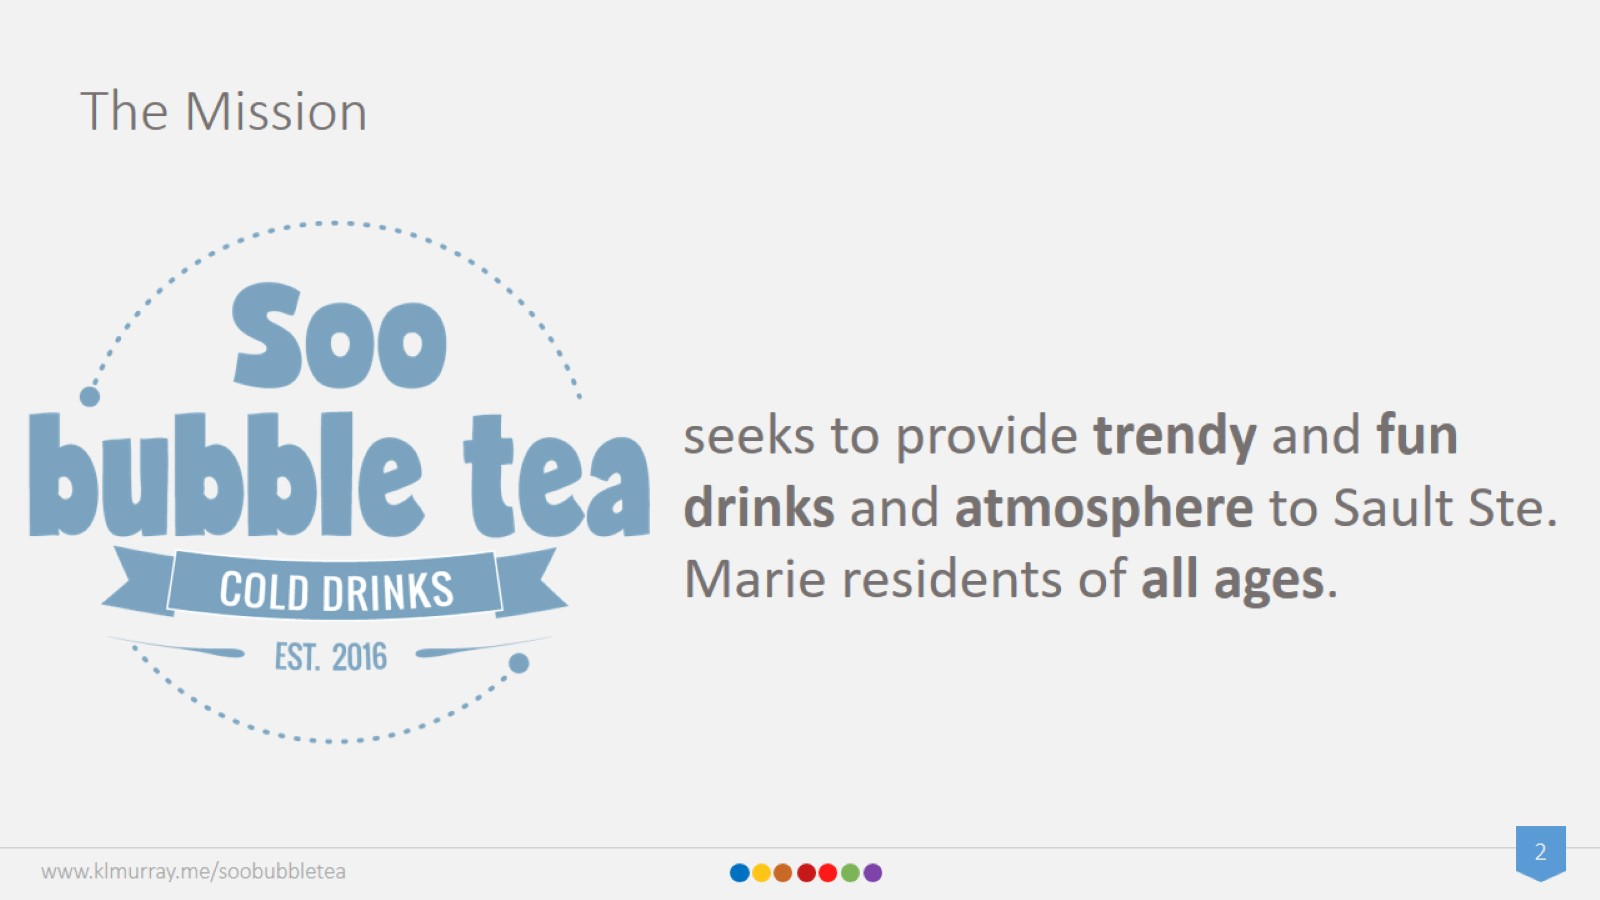 The Mission
Soo
bubble tea
COLD DRINKS
EST. 2016
seeks to provide trendy and fun
drinks and atmosphere to Sault Ste.
Marie residents of all ages.
www.klmurray.me/soobubbletea
2